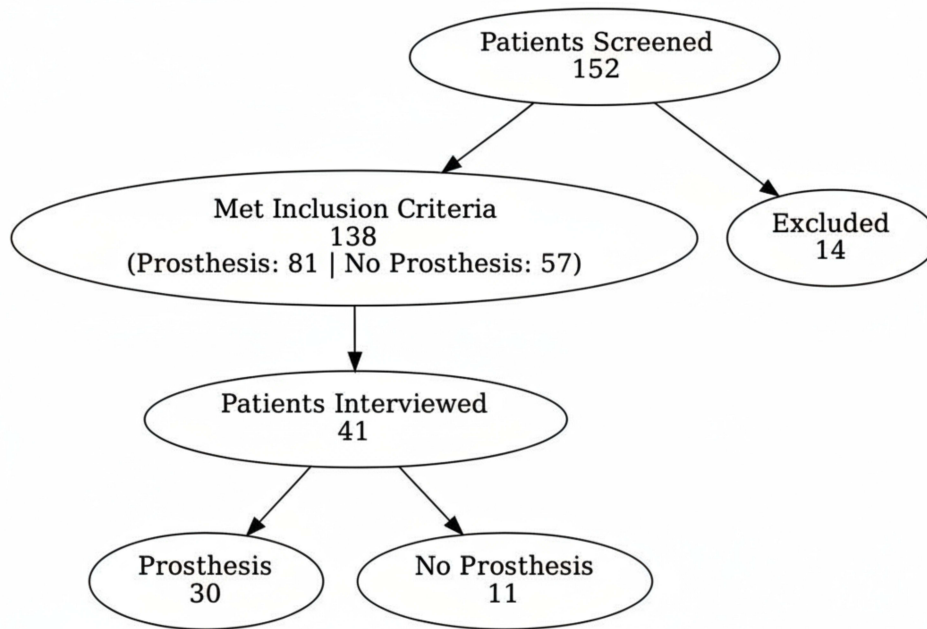 Patients Screened
152
Met Inclusion Criteria
138
(Prosthesis: 81 | No Prosthesis: 57)
Excluded
14
Patients Interviewed
41
Prosthesis
30
No Prosthesis
11